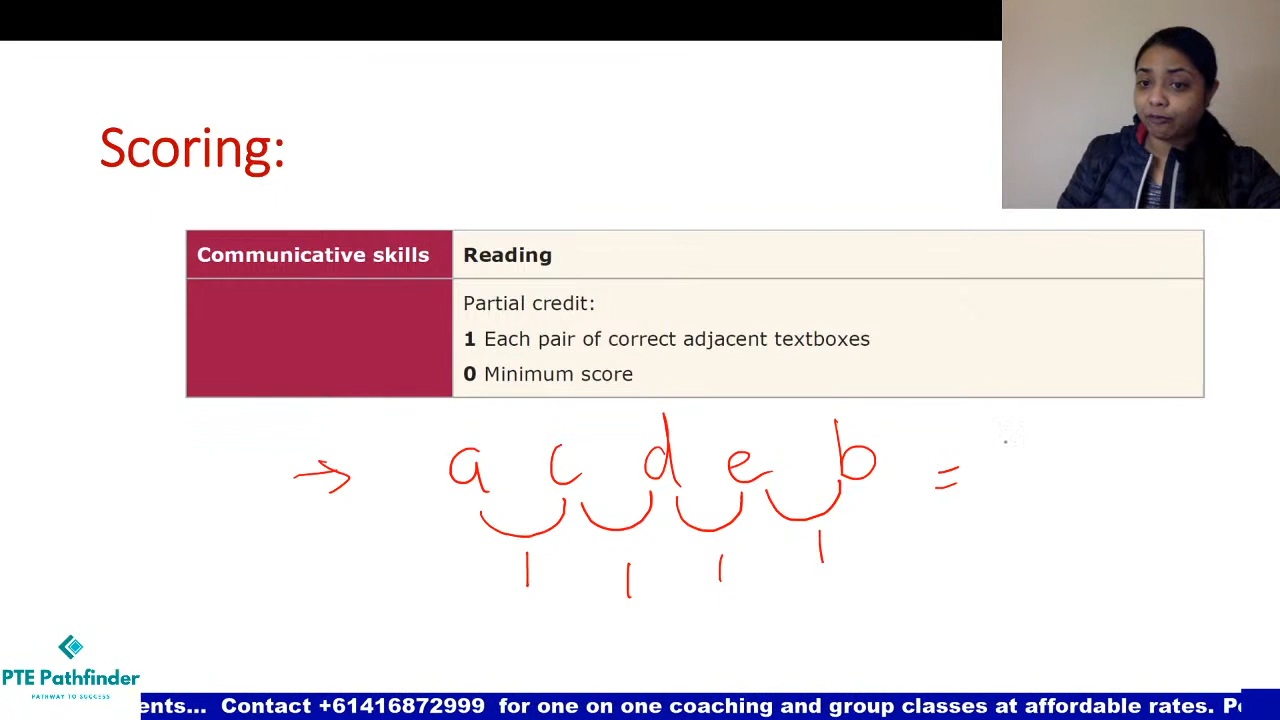 Scoring:
Communicative skills Reading
Partial credit:
1 Each pair of correct adjacent textboxes
0 Minimum score
→ a c d e b =
1 1 1 1
PTE Pathfinder
PATHWAY TO SUCCESS
ents... Contact +61416872999 for one on one coaching and group classes at affordable rates.